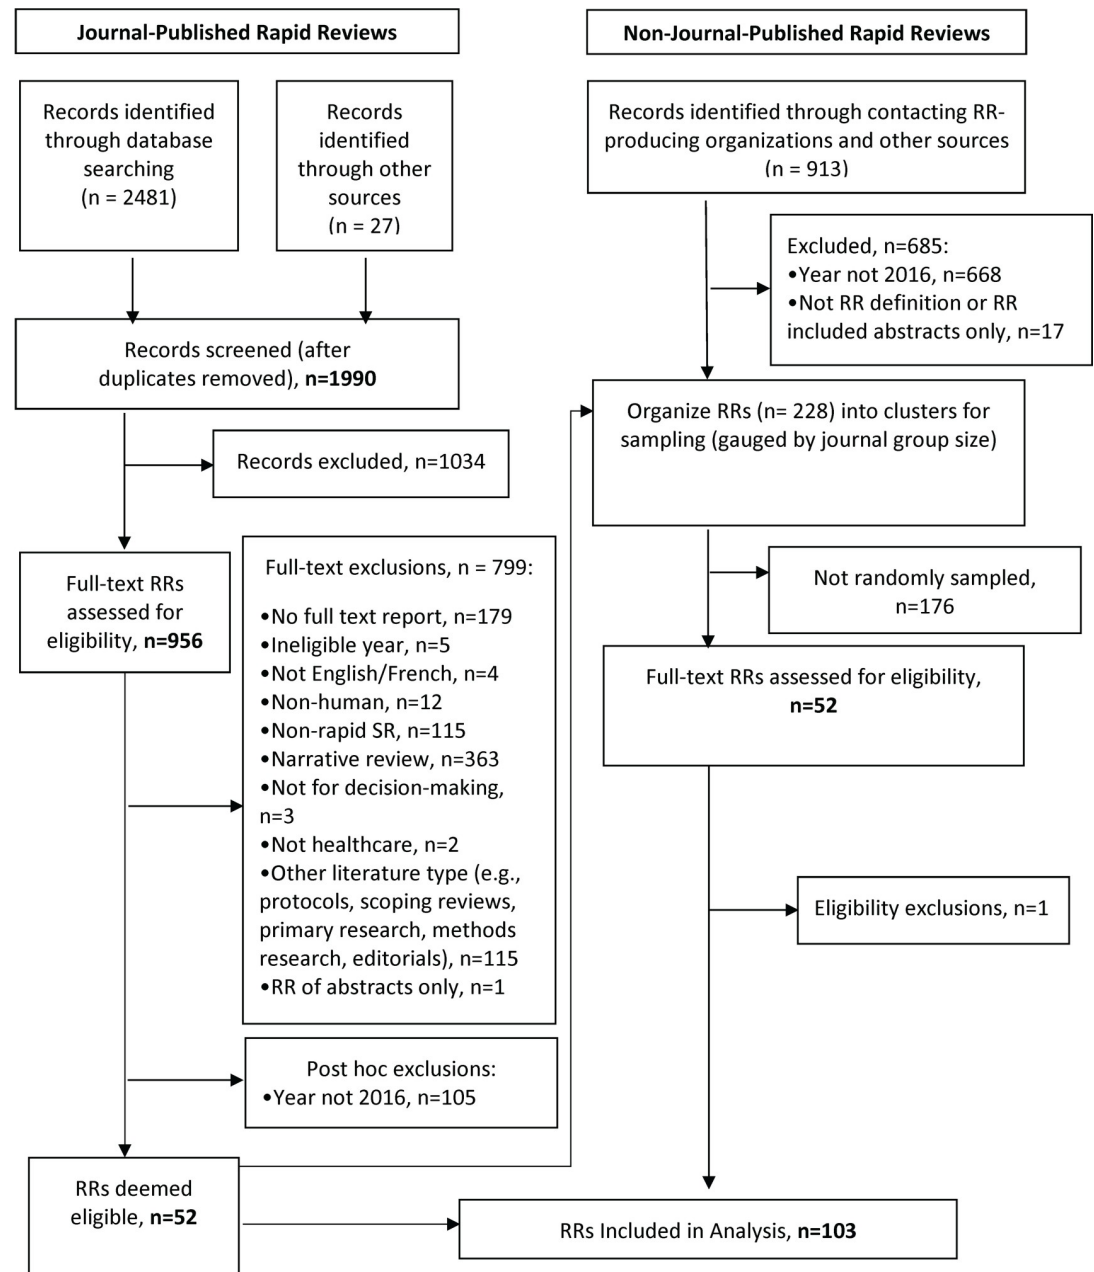 Journal-Published Rapid Reviews
Records identified
through database
searching
(n = 2481)
Records
identified
through other
sources
(n = 27)
Records screened (after
duplicates removed), n=1990
Records excluded, n=1034
Full-text RRs
assessed for
eligibility, n=956
Full-text exclusions, n = 799:
•No full text report, n=179
•Ineligible year, n=5
•Not English/French, n=4
•Non-human, n=12
•Non-rapid SR, n=115
•Narrative review, n=363
•Not for decision-making,
n=3
•Not healthcare, n=2
•Other literature type (e.g.,
protocols, scoping reviews,
primary research, methods
research, editorials), n=115
•RR of abstracts only, n=1
Post hoc exclusions:
•Year not 2016, n=105
RRs deemed
eligible, n=52
Non-Journal-Published Rapid Reviews
Records identified through contacting RR-
producing organizations and other sources
(n = 913)
Excluded, n=685:
•Year not 2016, n=668
•Not RR definition or RR
included abstracts only, n=17
Organize RRs (n= 228) into clusters for
sampling (gauged by journal group size)
Not randomly sampled,
n=176
Full-text RRs assessed for eligibility,
n=52
Eligibility exclusions, n=1
RRs Included in Analysis, n=103